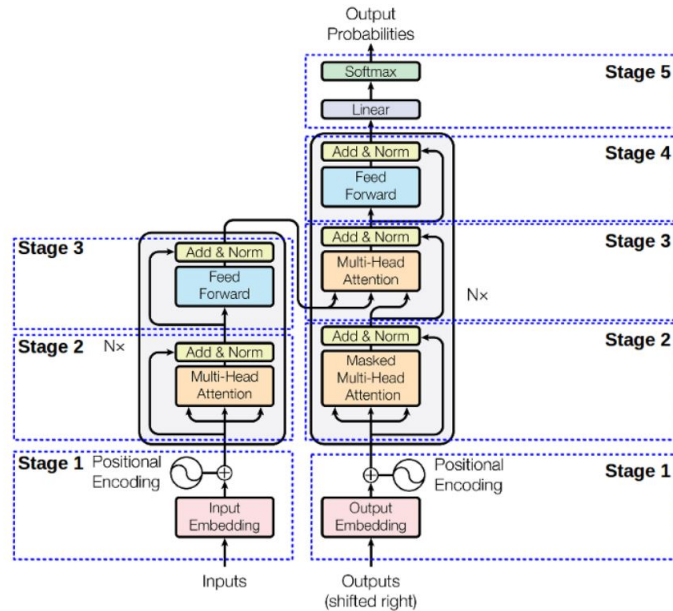 Output
Probabilities
Softmax
Stage 5
Linear
Add & Norm
Stage 4
Feed
Forward
Add & Norm
Stage 3
Multi-Head
Attention
N×
Add & Norm
Stage 2
Masked
Multi-Head
Attention
Stage 3
Add & Norm
Feed
Forward
Stage 2
N×
Add & Norm
Multi-Head
Attention
Stage 1
Positional
Encoding
Input
Embedding
Inputs
Positional
Encoding
Stage 1
Output
Embedding
Outputs
(shifted right)